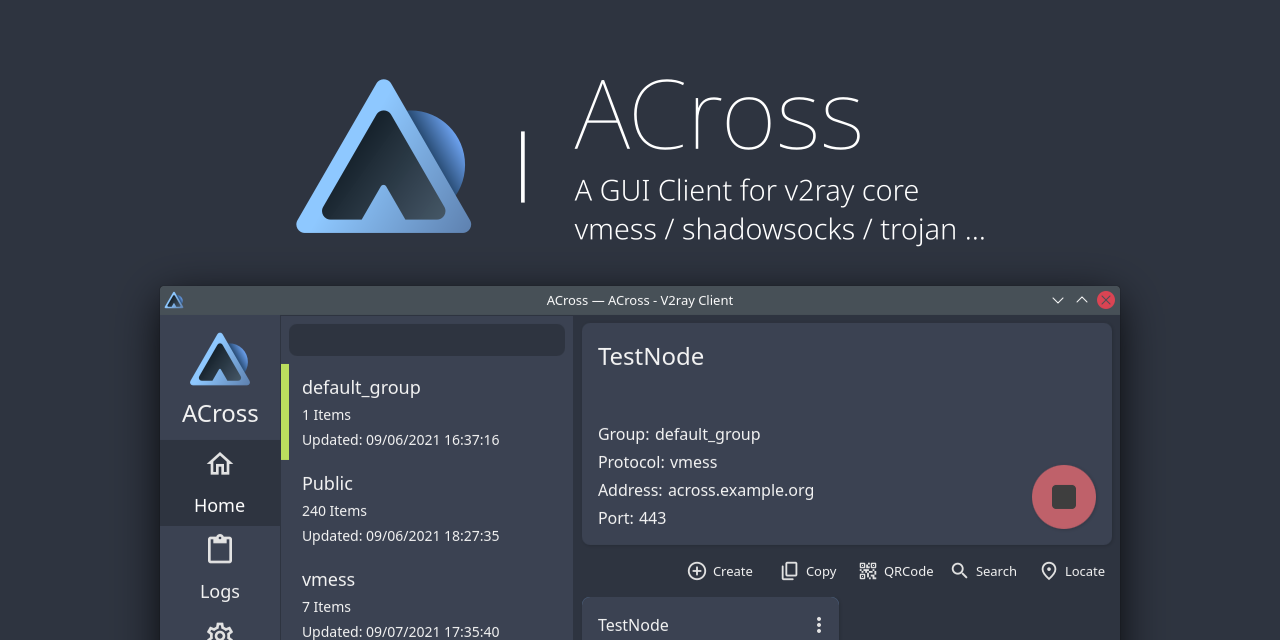 ACross
A GUI Client for v2ray core
vmess / shadowsocks / trojan ...
ACross — ACross - V2ray Client
ACross
Home
Logs
default_group
1 Items
Updated: 09/06/2021 16:37:16
Public
240 Items
Updated: 09/06/2021 18:27:35
vmess
7 Items
Updated: 09/07/2021 17:35:40
TestNode
Group: default_group
Protocol: vmess
Address: across.example.org
Port: 443
Create Copy QRCode Search Locate
TestNode